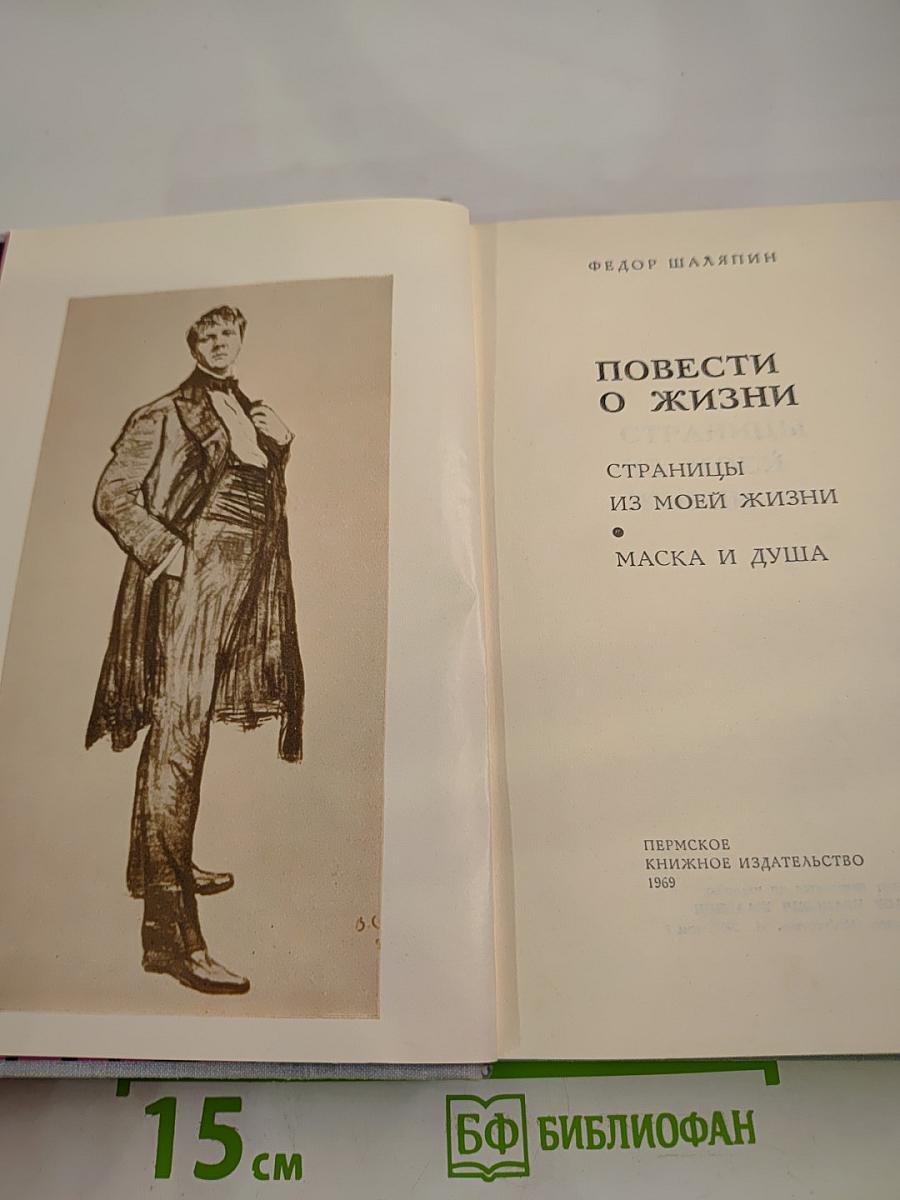 ФЕДОР ШАЛЯПИН
ПОВЕСТИ
О ЖИЗНИ
СТРАНИЦЫ
ИЗ МОЕЙ ЖИЗНИ
МАСКА И ДУША
ПЕРМСКОЕ
КНИЖНОЕ ИЗДАТЕЛЬСТВО
1969
15 см
БФ БИБЛИОФАН